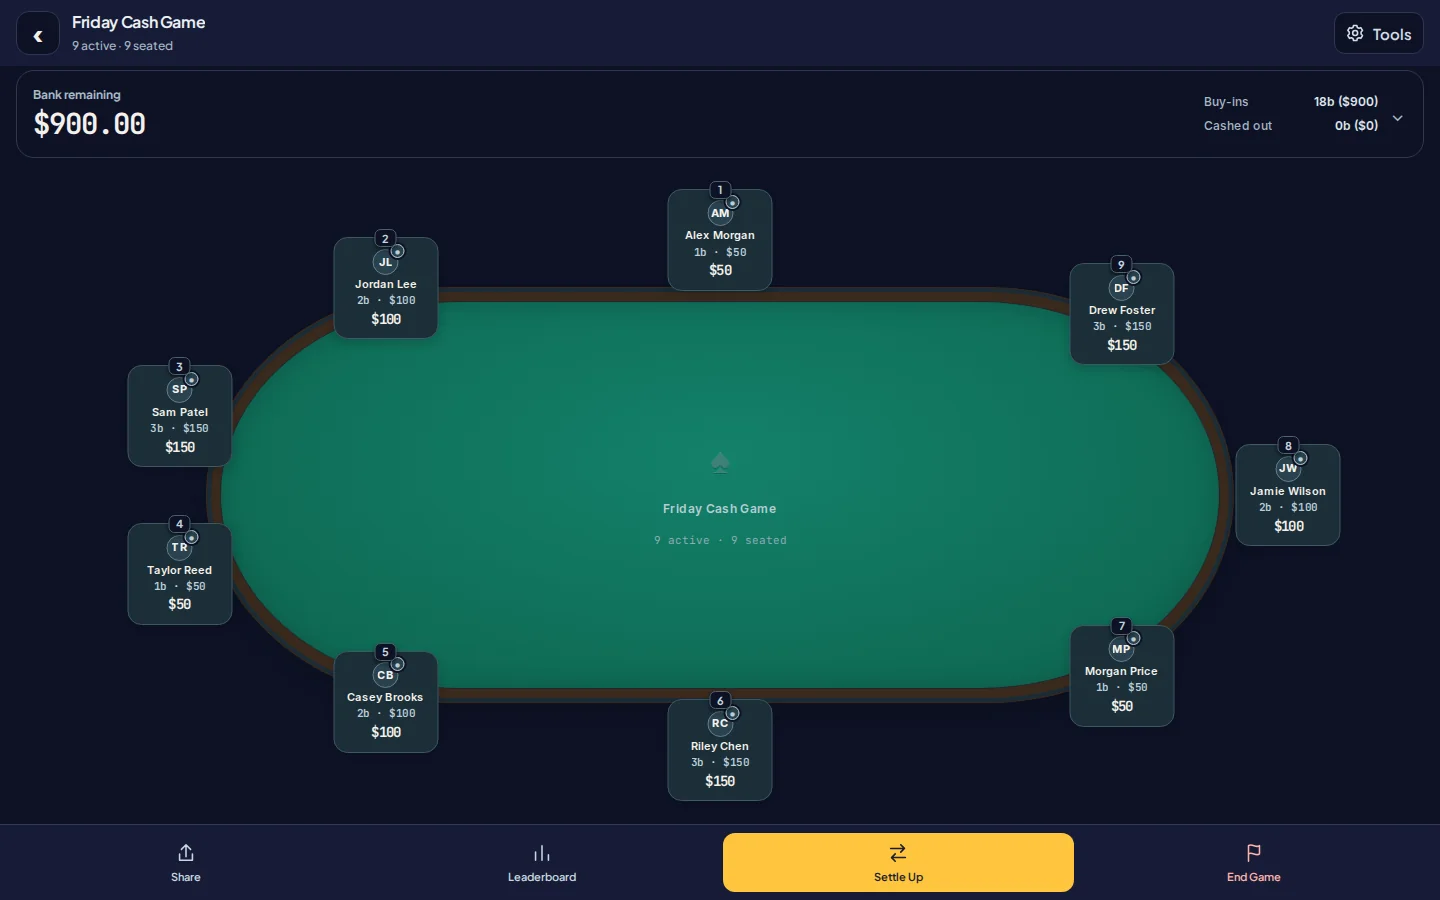 Friday Cash Game
9 active · 9 seated
Tools
Bank remaining
$900.00
Buy-ins 18b ($900)
Cashed out 0b ($0)
1
AM
Alex Morgan
1b · $50
$50
2
JL
Jordan Lee
2b · $100
$100
9
DF
Drew Foster
3b · $150
$150
3
SP
Sam Patel
3b · $150
$150
8
JW
Jamie Wilson
2b · $100
$100
Friday Cash Game
9 active · 9 seated
4
TR
Taylor Reed
1b · $50
$50
7
MP
Morgan Price
1b · $50
$50
5
CB
Casey Brooks
2b · $100
$100
6
RC
Riley Chen
3b · $150
$150
Share
Leaderboard
Settle Up
End Game